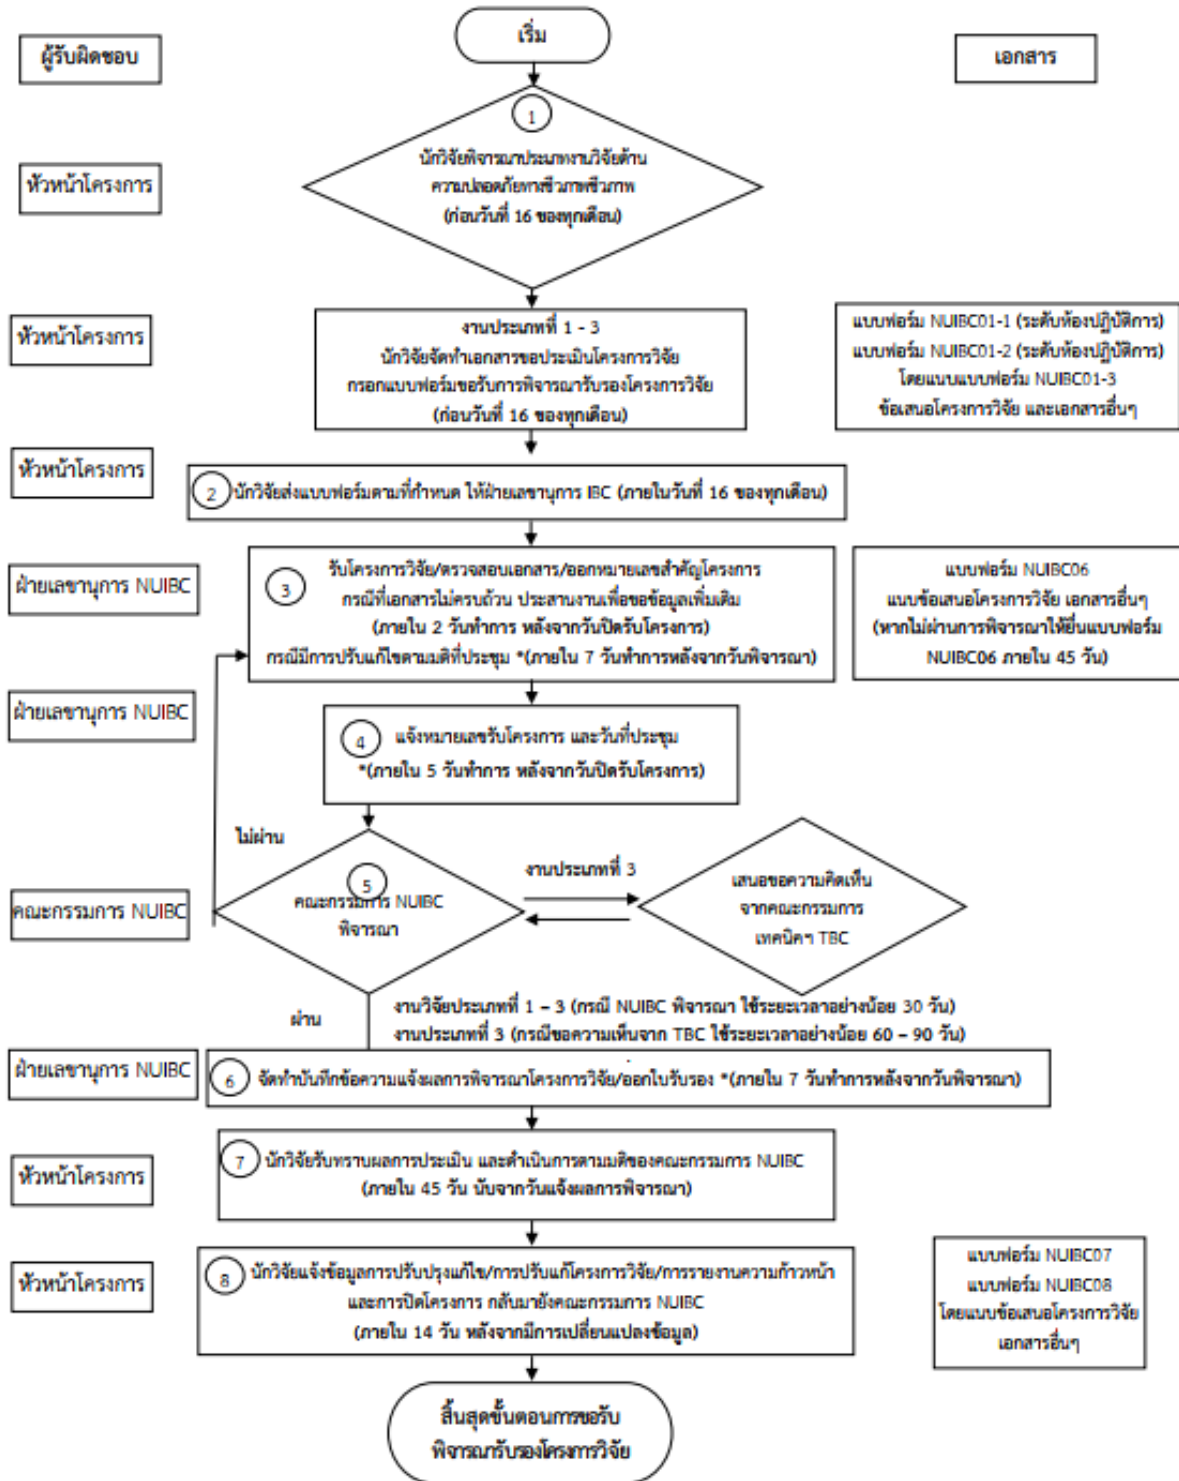 เริ่ม
ผู้รับผิดชอบ
เอกสาร
1
นักวิจัยพิจารณาประเภทงานวิจัยด้าน
ความปลอดภัยทางชีวภาพชีวภาพ
(ก่อนวันที่ 16 ของทุกเดือน)
หัวหน้าโครงการ
หัวหน้าโครงการ
งานประเภทที่ 1 - 3
นักวิจัยจัดทำเอกสารขอประเมินโครงการวิจัย
กรอกแบบฟอร์มขอรับการพิจารณารับรองโครงการวิจัย
(ก่อนวันที่ 16 ของทุกเดือน)
แบบฟอร์ม NUIBC01-1 (ระดับห้องปฏิบัติการ)
แบบฟอร์ม NUIBC01-2 (ระดับห้องปฏิบัติการ)
โดยแนบแบบฟอร์ม NUIBC01-3
ข้อเสนอโครงการวิจัย และเอกสารอื่นๆ
หัวหน้าโครงการ
2 นักวิจัยส่งแบบฟอร์มตามที่กำหนด ให้ฝ่ายเลขานุการ IBC (ภายในวันที่ 16 ของทุกเดือน)
ฝ่ายเลขานุการ NUIBC
3
รับโครงการวิจัย/ตรวจสอบเอกสาร/ออกหมายเลขสำคัญโครงการ
กรณีที่เอกสารไม่ครบถ้วน ประสานงานเพื่อขอข้อมูลเพิ่มเติม
(ภายใน 2 วันทำการ หลังจากวันปิดรับโครงการ)
กรณีมีการปรับแก้ไขตามมติที่ประชุม *(ภายใน 7 วันทำการหลังจากวันพิจารณา)
แบบฟอร์ม NUIBC06
แบบข้อเสนอโครงการวิจัย เอกสารอื่นๆ
(หากไม่ผ่านการพิจารณาให้ยื่นแบบฟอร์ม
NUIBC06 ภายใน 45 วัน)
ฝ่ายเลขานุการ NUIBC
4 แจ้งหมายเลขรับโครงการ และวันที่ประชุม
*(ภายใน 5 วันทำการ หลังจากวันปิดรับโครงการ)
ไม่ผ่าน
คณะกรรมการ NUIBC
5
คณะกรรมการ NUIBC
พิจารณา
งานประเภทที่ 3
เสนอขอความคิดเห็น
จากคณะกรรมการ
เทคนิคฯ TBC
ผ่าน
งานวิจัยประเภทที่ 1 – 3 (กรณี NUIBC พิจารณา ใช้ระยะเวลาอย่างน้อย 30 วัน)
งานประเภทที่ 3 (กรณีขอความเห็นจาก TBC ใช้ระยะเวลาอย่างน้อย 60 – 90 วัน)
ฝ่ายเลขานุการ NUIBC
6 จัดทำบันทึกข้อความแจ้งผลการพิจารณาโครงการวิจัย/ออกใบรับรอง *(ภายใน 7 วันทำการหลังจากวันพิจารณา)
หัวหน้าโครงการ
7 นักวิจัยรับทราบผลการประเมิน และดำเนินการตามมติของคณะกรรมการ NUIBC
(ภายใน 45 วัน นับจากวันแจ้งผลการพิจารณา)
หัวหน้าโครงการ
8 นักวิจัยแจ้งข้อมูลการปรับปรุงแก้ไข/การปรับแก้โครงการวิจัย/การรายงานความก้าวหน้า
และการปิดโครงการ กลับมายังคณะกรรมการ NUIBC
(ภายใน 14 วัน หลังจากมีการเปลี่ยนแปลงข้อมูล)
แบบฟอร์ม NUIBC07
แบบฟอร์ม NUIBC08
โดยแนบข้อเสนอโครงการวิจัย
เอกสารอื่นๆ
สิ้นสุดขั้นตอนการขอรับ
พิจารณารับรองโครงการวิจัย